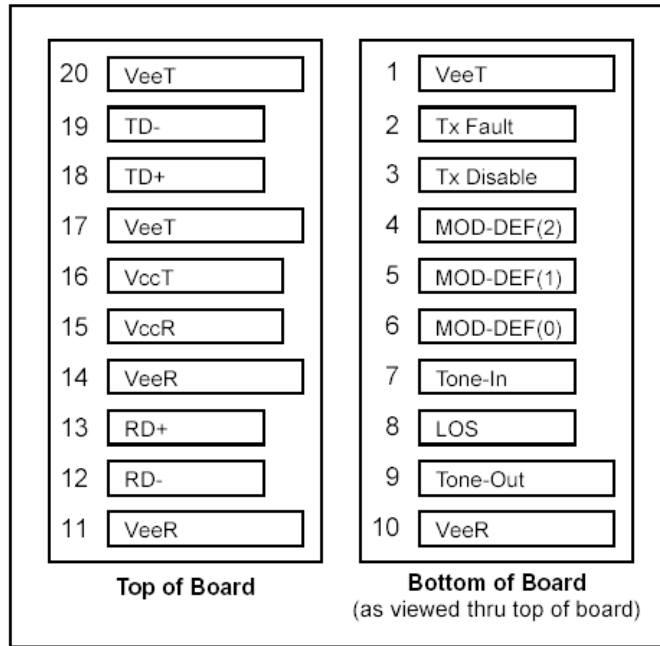 20 VeeT
19 TD-
18 TD+
17 VeeT
16 VccT
15 VccR
14 VeeR
13 RD+
12 RD-
11 VeeR
Top of Board
1 VeeT
2 Tx Fault
3 Tx Disable
4 MOD-DEF(2)
5 MOD-DEF(1)
6 MOD-DEF(0)
7 Tone-In
8 LOS
9 Tone-Out
10 VeeR
Bottom of Board
(as viewed thru top of board)